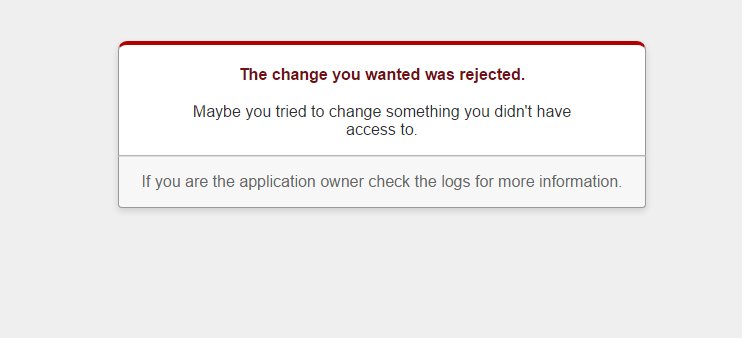 The change you wanted was rejected.
Maybe you tried to change something you didn't have
access to.
If you are the application owner check the logs for more information.